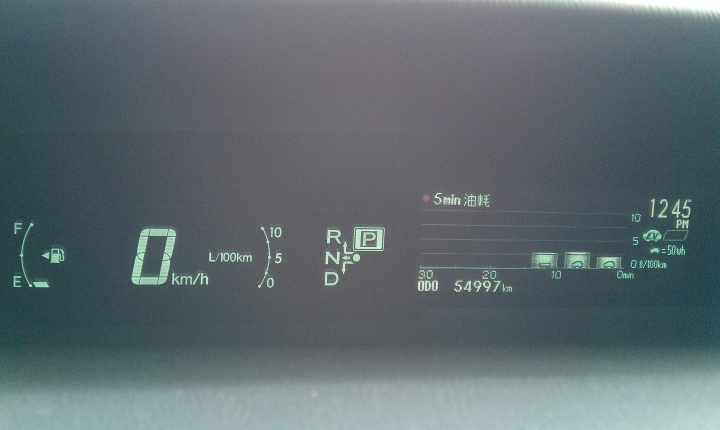 5min 油耗
F
E
0
km/h
L/100km
10
5
0
R
N
D
P
10
5
0
ℓ/100km
30
20
10
0min
ODO 54997km
12 45
PM
=50Wh